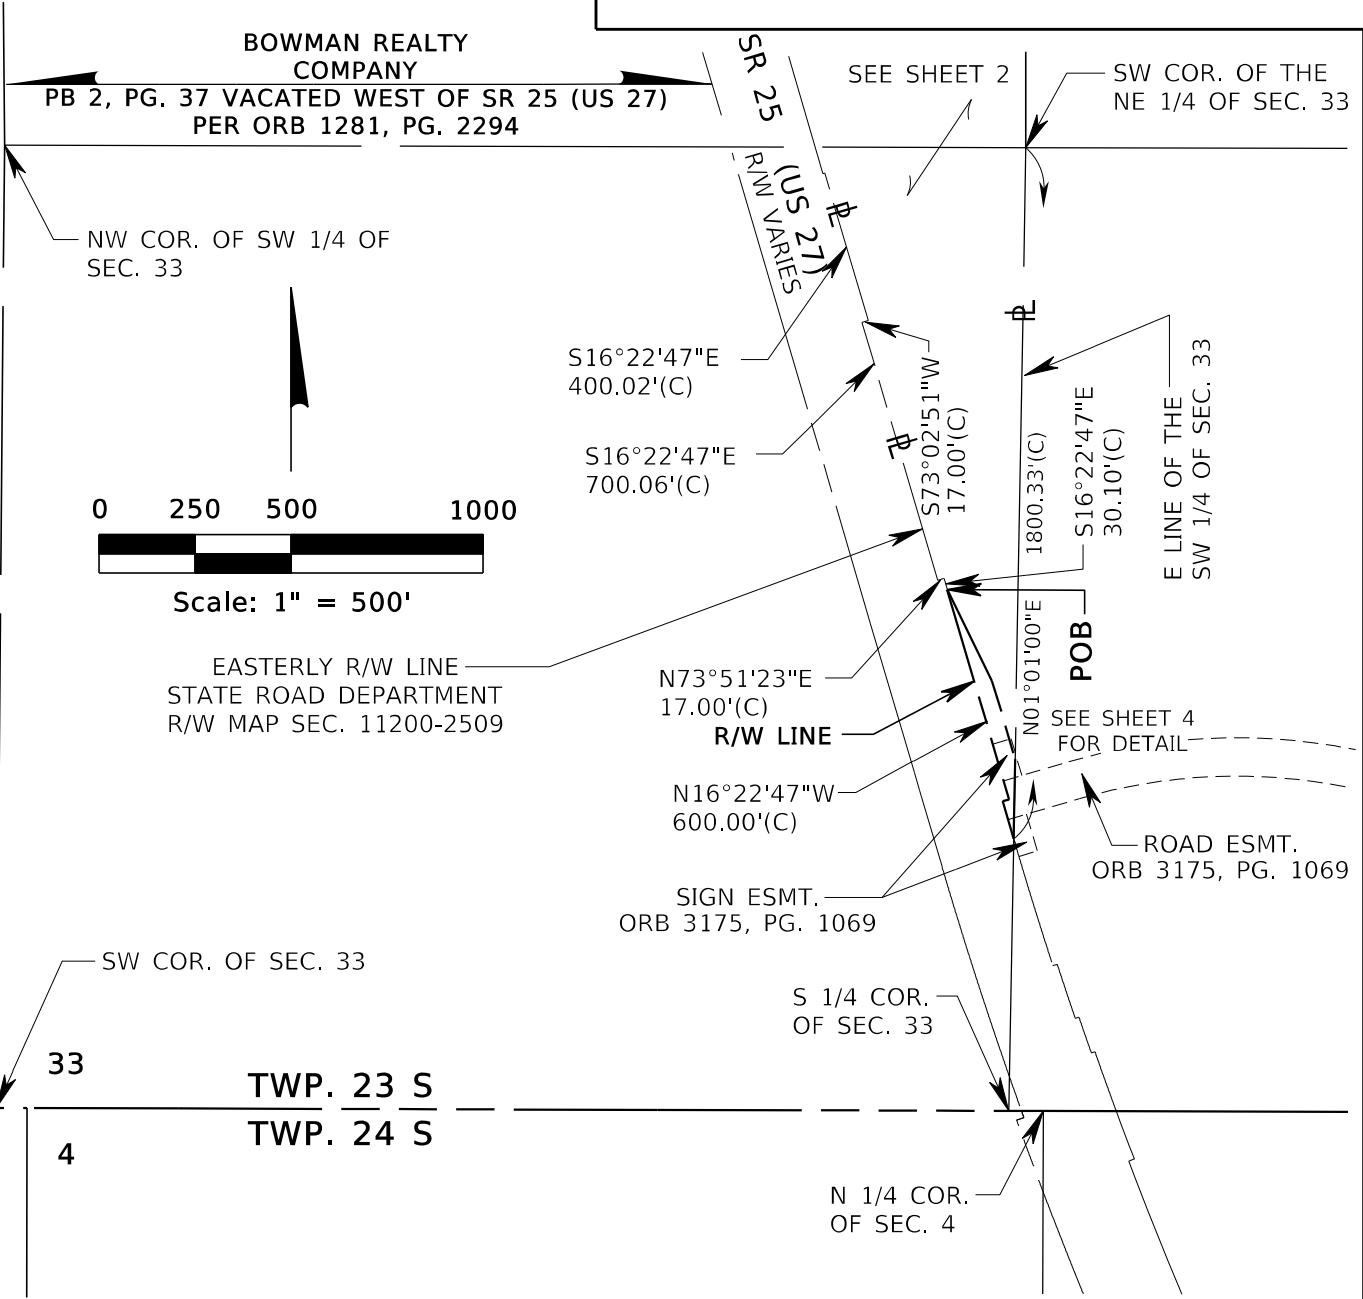 BOWMAN REALTY
COMPANY
PB 2, PG. 37 VACATED WEST OF SR 25 (US 27)
PER ORB 1281, PG. 2294
SR 25 (US 27)
R/W VARIES
SEE SHEET 2
SW COR. OF THE
NE 1/4 OF SEC. 33
NW COR. OF SW 1/4 OF
SEC. 33
PL
PL
S16°22'47"E
400.02'(C)
S73°02'51"W
17.00'(C)
S16°22'47"E
700.06'(C)
PL
1800.33'(C)
N01°01'00"E
S16°22'47"E
30.10'(C)
E LINE OF THE
SW 1/4 OF SEC. 33
0 250 500 1000
Scale: 1" = 500'
EASTERLY R/W LINE
STATE ROAD DEPARTMENT
R/W MAP SEC. 11200-2509
N73°51'23"E
17.00'(C)
R/W LINE
POB
SEE SHEET 4
FOR DETAIL
N16°22'47"W
600.00'(C)
ROAD ESMT.
ORB 3175, PG. 1069
SIGN ESMT.
ORB 3175, PG. 1069
SW COR. OF SEC. 33
S 1/4 COR.
OF SEC. 33
33
TWP. 23 S
TWP. 24 S
4
N 1/4 COR.
OF SEC. 4